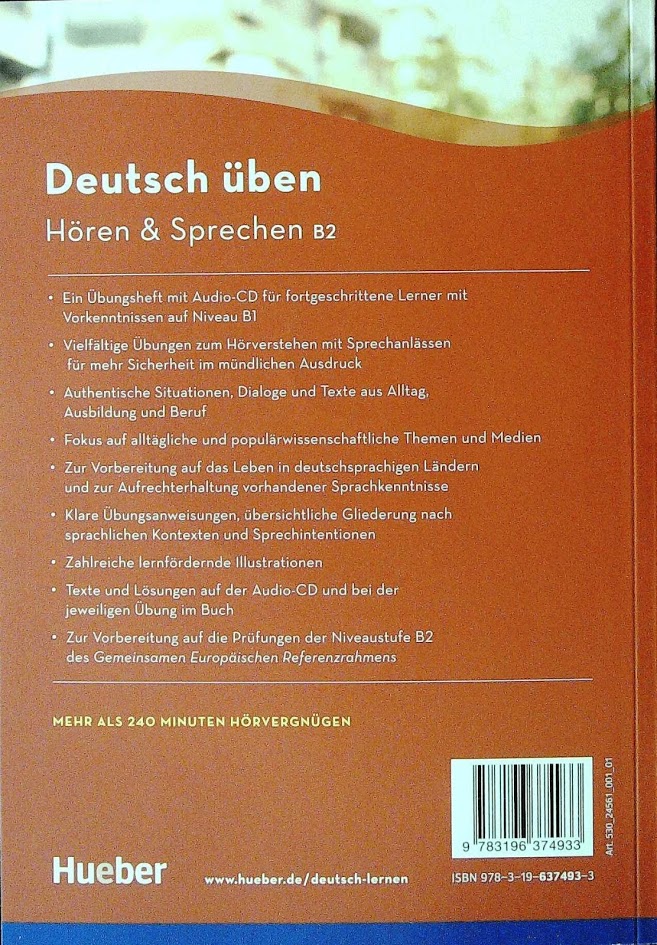 Deutsch üben
Hören & Sprechen B2
• Ein Übungsheft mit Audio-CD für fortgeschrittene Lerner mit
Vorkenntnissen auf Niveau B1
• Vielfältige Übungen zum Hörverstehen mit Sprechanlässen
für mehr Sicherheit im mündlichen Ausdruck
• Authentische Situationen, Dialoge und Texte aus Alltag,
Ausbildung und Beruf
• Fokus auf alltägliche und populärwissenschaftliche Themen und Medien
• Zur Vorbereitung auf das Leben in deutschsprachigen Ländern
und zur Aufrechterhaltung vorhandener Sprachkenntnisse
• Klare Übungsanweisungen, übersichtliche Gliederung nach
sprachlichen Kontexten und Sprechintentionen
• Zahlreiche lernfördernde Illustrationen
• Texte und Lösungen auf der Audio-CD und bei der
jeweiligen Übung im Buch
• Zur Vorbereitung auf die Prüfungen der Niveaustufe B2
des Gemeinsamen Europäischen Referenzrahmens
MEHR ALS 240 MINUTEN HÖRVERGNÜGEN
9 783196 374933
Art. 530_24561_001_01
Hueber
www.hueber.de/deutsch-lernen
ISBN 978-3-19-637493-3